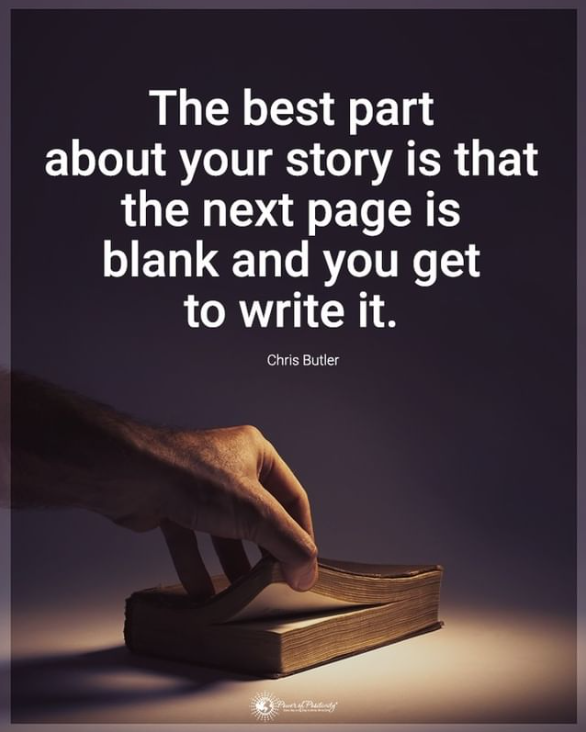 The best part
about your story is that
the next page is
blank and you get
to write it.
Chris Butler
Power of Positivity